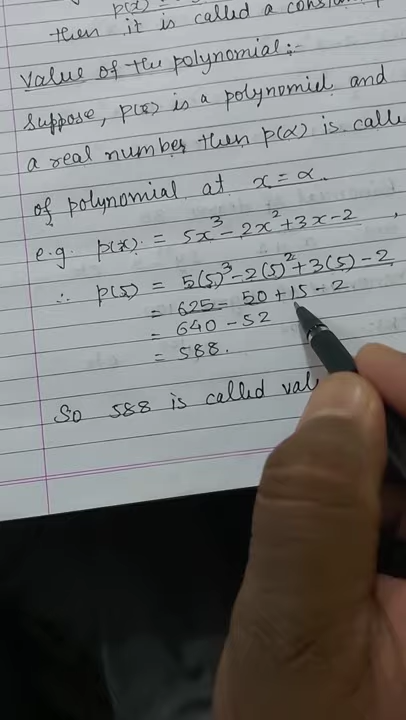 p(x) =
then it is called a constan
value of the polynomial:-
Suppose, p(x) is a polynomial and
a real number then p(α) is calle
of polynomial at x = α.
e.g. p(x) = 5x³ - 2x² + 3x - 2
∴ p(5) = 5(5)³ - 2(5)² + 3(5) - 2
= 625 - 50 + 15 - 2
= 640 - 52
= 588.
So 588 is called val